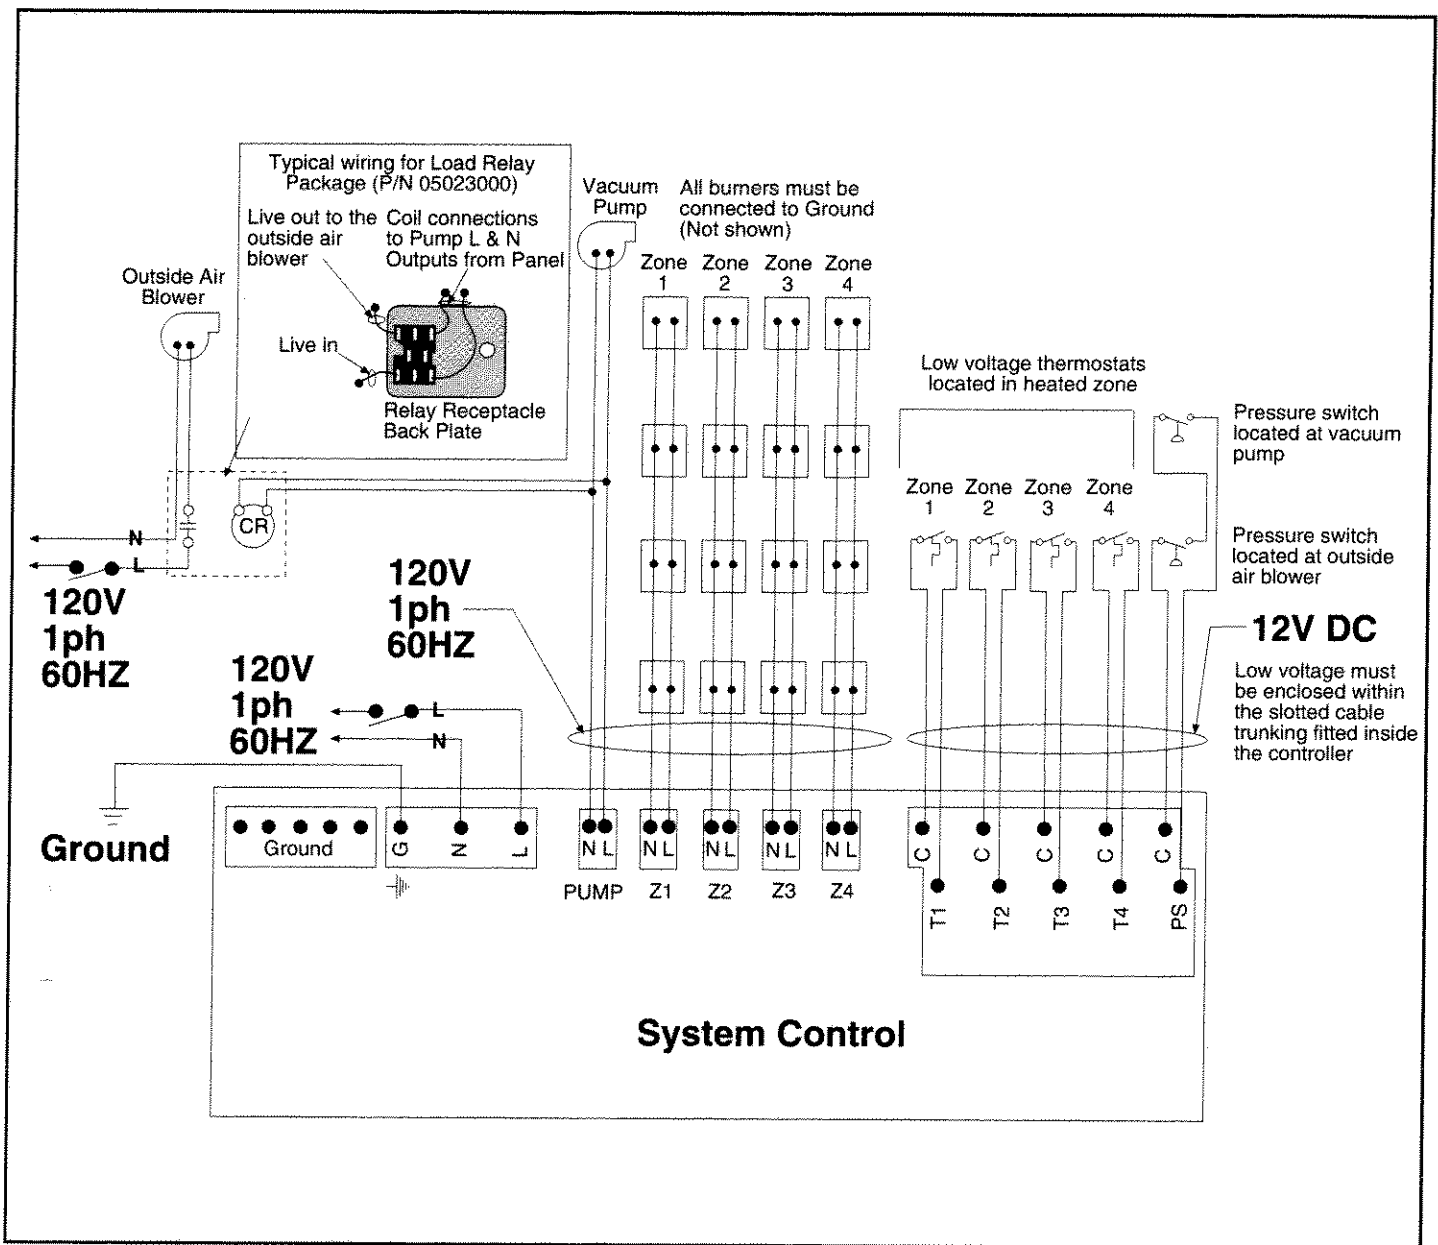 Typical wiring for Load Relay
Package (P/N 05023000)
Live out to the
outside air
blower
Coil connections
to Pump L & N
Outputs from Panel
Live in
Relay Receptacle
Back Plate
Outside Air
Blower
Vacuum
Pump
All burners must be
connected to Ground
(Not shown)
Zone
1
Zone
2
Zone
3
Zone
4
Low voltage thermostats
located in heated zone
Zone
1
Zone
2
Zone
3
Zone
4
Pressure switch
located at vacuum
pump
Pressure switch
located at outside
air blower
CR
N
L
120V
1ph
60HZ
120V
1ph
60HZ
120V
1ph
60HZ
L
N
12V DC
Low voltage must
be enclosed within
the slotted cable
trunking fitted inside
the controller
Ground
Ground
G
N
L
N L
PUMP
N L
Z1
N L
Z2
N L
Z3
N L
Z4
C
C
C
C
C
T1
T2
T3
T4
PS
System Control